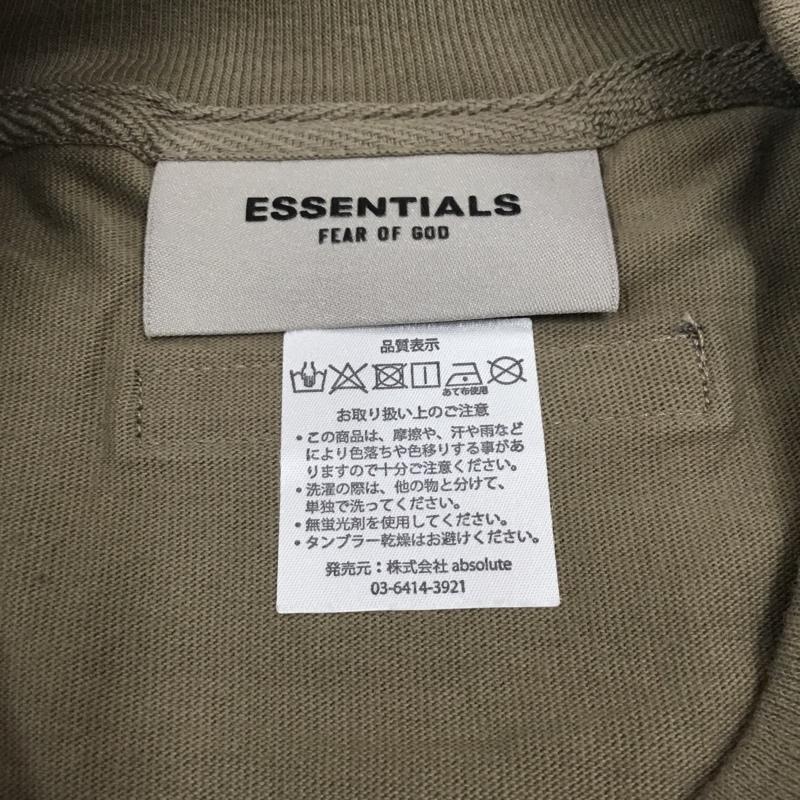 ESSENTIALS
FEAR OF GOD
品質表示
あて布使用
お取り扱い上のご注意
・この商品は、摩擦や、汗や雨など
により色落ちや色移りする事があ
りますので十分ご注意ください。
・洗濯の際は、他の物と分けて、
単独で洗ってください。
・無蛍光剤を使用してください。
・タンブラー乾燥はお避けください。
発売元：株式会社 absolute
03-6414-3921